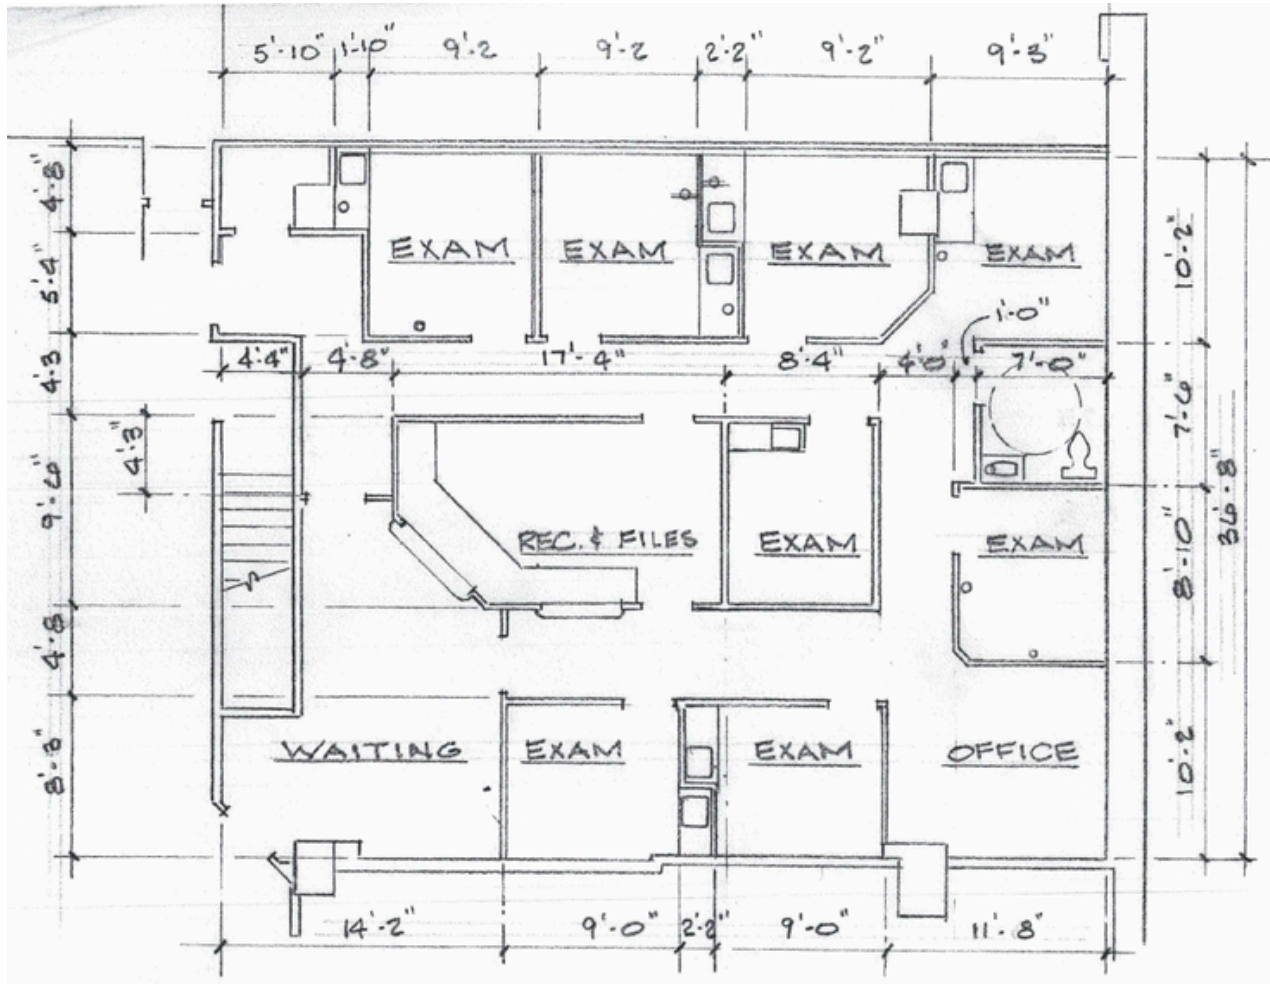 5'-10" 1'-10" 9'-2 9'-2 2'-2" 9'-2" 9'-3"
4'-8"
5'-4"
4'-3
9'-6"
4'-8
8'-3"
4'-3"
EXAM EXAM EXAM EXAM
1'-0"
4'-4" 4'-8" 17'-4" 8'-4" 4'-0" 7'-0"
REC. & FILES EXAM EXAM
WAITING EXAM EXAM OFFICE
10'-2"
7'-6"
8'-10"
10'-2"
36'-8"
14'-2" 9'-0" 2'-2" 9'-0" 11'-8"